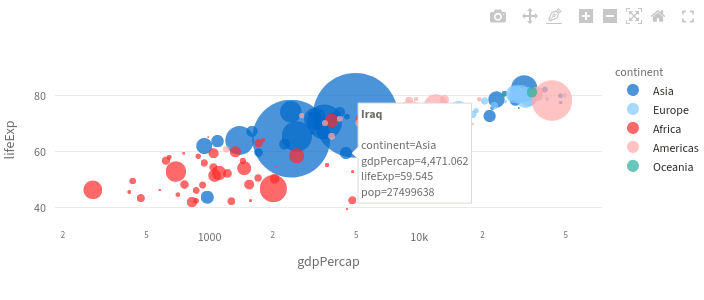 continent
Asia
Europe
Africa
Americas
Oceania
lifeExp
80
60
40
Iraq
continent=Asia
gdpPercap=4,471.062
lifeExp=59.545
pop=27499638
2
5
1000
2
5
10k
2
5
gdpPercap